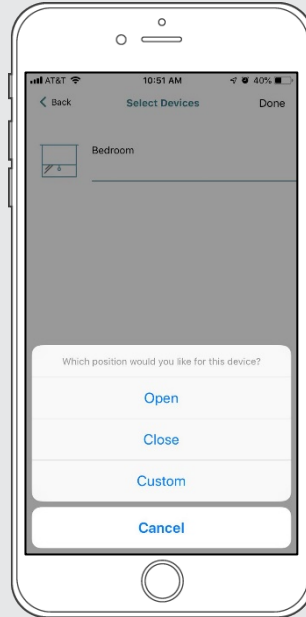 AT&T 10:51 AM 40%
Back Select Devices Done
Bedroom
Which position would you like for this device?
Open
Close
Custom
Cancel